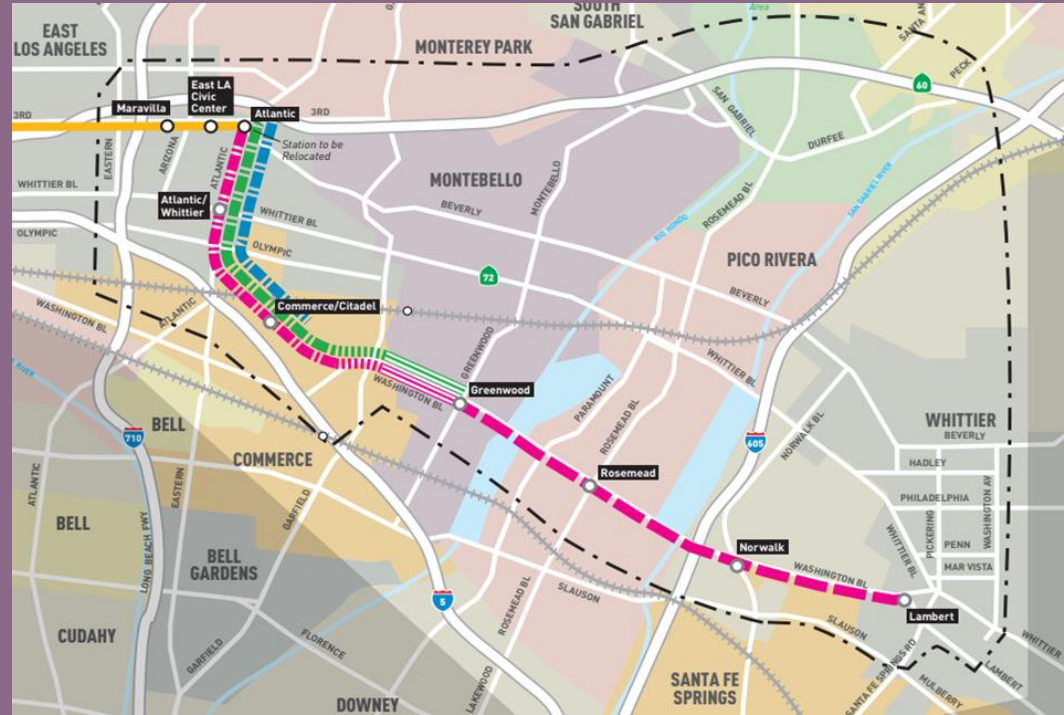 EAST
LOS ANGELES
MONTEREY PARK
SOUTH
SAN GABRIEL
Area
SANTA AN
PECK
60
3RD
Maravilla
East LA
Civic
Center
Atlantic
3RD
Station to be
Relocated
EASTERN
ARIZONA
ATLANTIC
SAN GABRIEL
DURFEE
WHITTIER BL
Atlantic/
Whittier
WHITTIER BL
MONTEBELLO
MONTEBELLO
BEVERLY
ROSEMEAD BL
RIO HONDO
SAN GABRIEL RIVER
OLYMPIC
OLYMPIC
72
PICO RIVERA
BEVERLY
WASHINGTON BL
ATLANTIC
Commerce/Citadel
GREENWOOD
WHITTIER BL
WASHINGTON BL
Greenwood
PARAMOUNT
ROSEMEAD BL
NORWALK BL
RIVER
710
BELL
COMMERCE
605
WHITTIER
BEVERLY
HADLEY
PHILADELPHIA
PICKERING
WASHINGTON AV
PENN
MAR VISTA
Rosemead
ATLANTIC
EASTERN
GARFIELD
BELL
LONG BEACH FWY
BELL
GARDENS
Norwalk
WASHINGTON BL
WHITTIER BL
SLAUSON
ROSEMEAD BL
5
Lambert
CUDAHY
GARFIELD
FLORENCE
SLAUSON
WHITTIER
LAMBERT
MULBERRY
SANTA FE SPRINGS RD
LAKEWOOD
DOWNEY
SANTA FE
SPRINGS